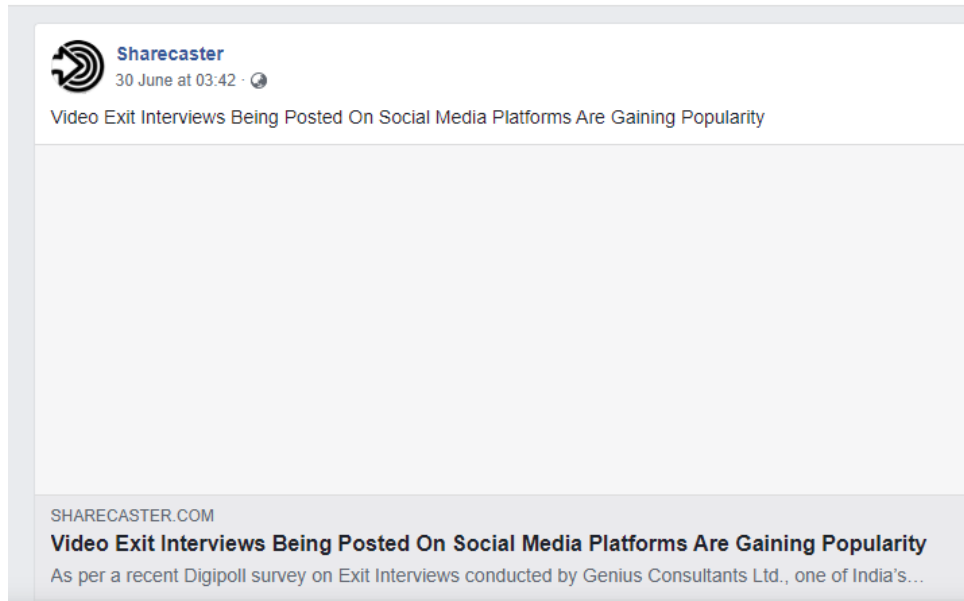 Sharecaster
30 June at 03:42 ·
Video Exit Interviews Being Posted On Social Media Platforms Are Gaining Popularity
SHARECASTER.COM
Video Exit Interviews Being Posted On Social Media Platforms Are Gaining Popularity
As per a recent Digipoll survey on Exit Interviews conducted by Genius Consultants Ltd., one of India's...